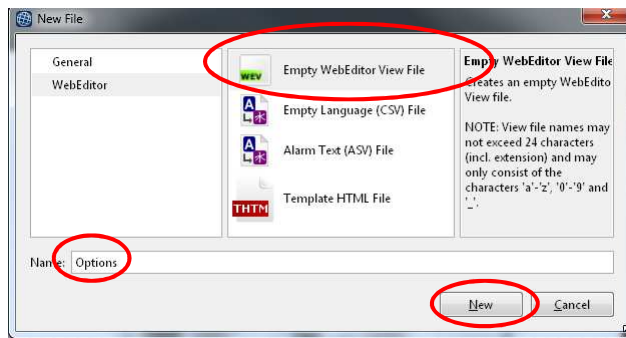 New File
General
WebEditor
WEV
Empty WebEditor View File
Empty Language (CSV) File
Alarm Text (ASV) File
THTM
Template HTML File
Empty WebEditor View File
Creates an empty WebEdito
View file.
NOTE: View file names may
not exceed 24 characters
(incl. extension) and may
only consist of the
characters 'a'-'z', '0'-'9' and
'_'.
Name: Options
New
Cancel